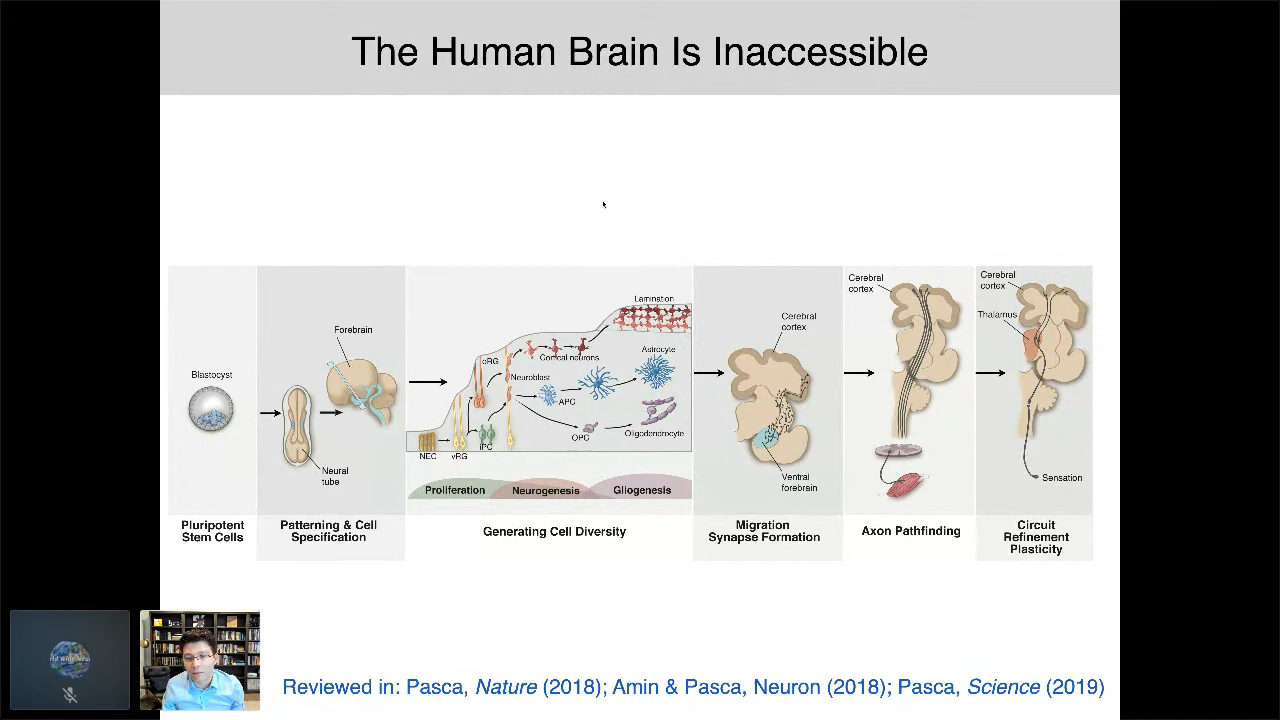 The Human Brain Is Inaccessible
Blastocyst
Forebrain
Neural
tube
NEC
vRG
oRG
iPC
Neuroblast
Cortical neurons
Lamination
APC
Astrocyte
OPC
Oligodendrocyte
Proliferation
Neurogenesis
Gliogenesis
Cerebral
cortex
Ventral
forebrain
Cerebral
cortex
Cerebral
cortex
Thalamus
Sensation
Pluripotent
Stem Cells
Patterning & Cell
Specification
Generating Cell Diversity
Migration
Synapse Formation
Axon Pathfinding
Circuit
Refinement
Plasticity
Reviewed in: Pasca, Nature (2018); Amin & Pasca, Neuron (2018); Pasca, Science (2019)